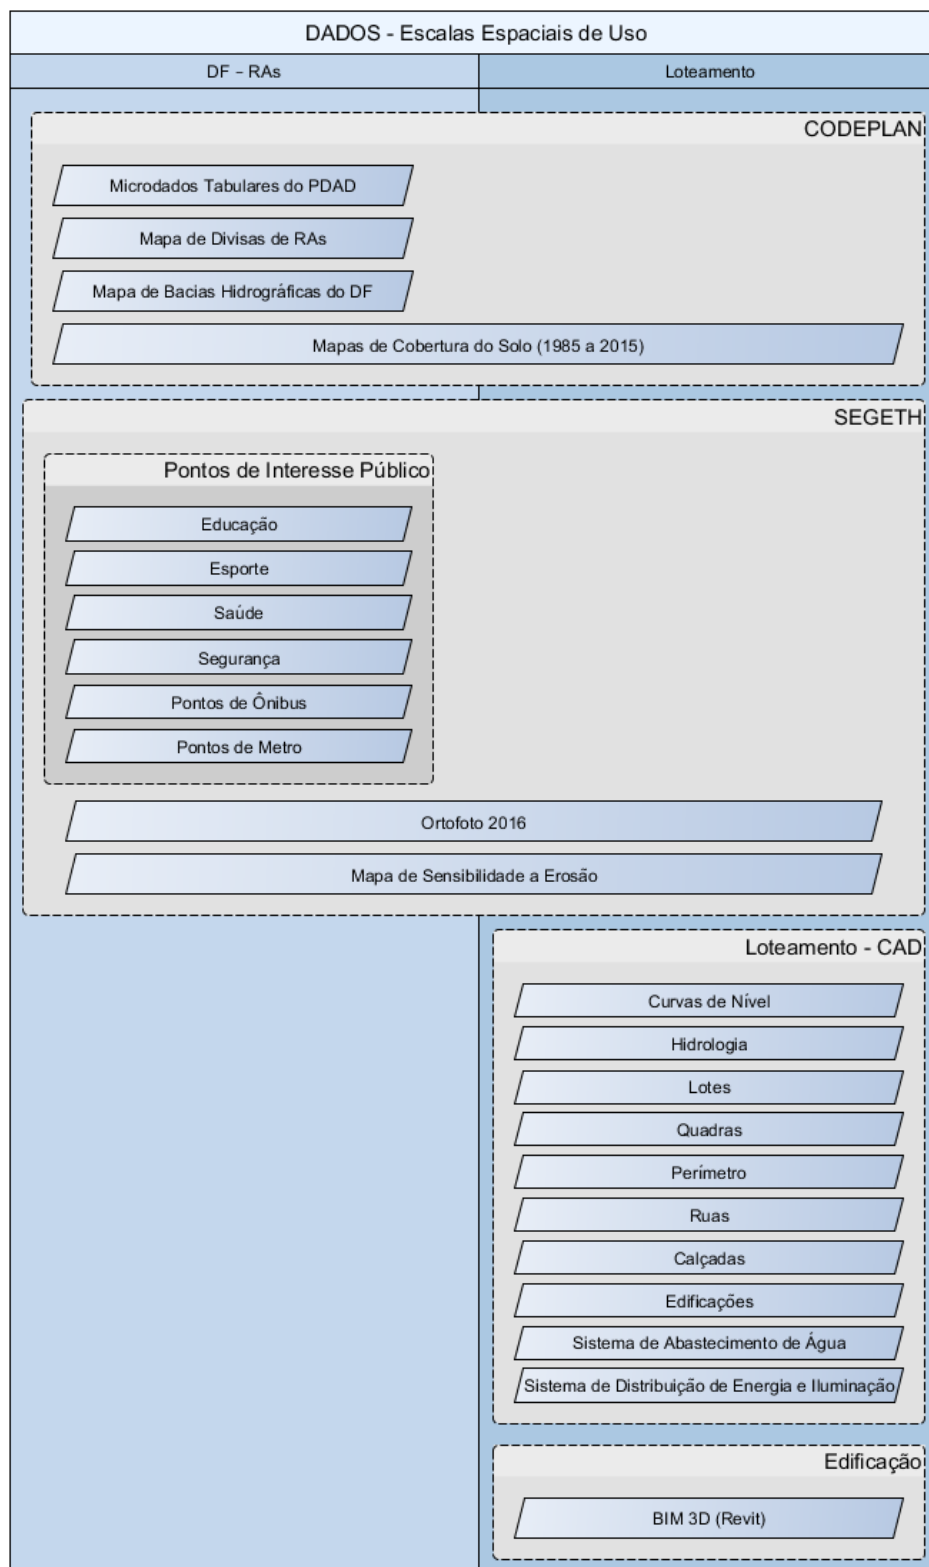 DADOS - Escalas Espaciais de Uso
DF - RAs
Loteamento
CODEPLAN
Microdados Tabulares do PDAD
Mapa de Divisas de RAs
Mapa de Bacias Hidrográficas do DF
Mapas de Cobertura do Solo (1985 a 2015)
SEGETH
Pontos de Interesse Público
Educação
Esporte
Saúde
Segurança
Pontos de Ônibus
Pontos de Metro
Ortofoto 2016
Mapa de Sensibilidade a Erosão
Loteamento - CAD
Curvas de Nível
Hidrologia
Lotes
Quadras
Perímetro
Ruas
Calçadas
Edificações
Sistema de Abastecimento de Água
Sistema de Distribuição de Energia e Iluminação
Edificação
BIM 3D (Revit)